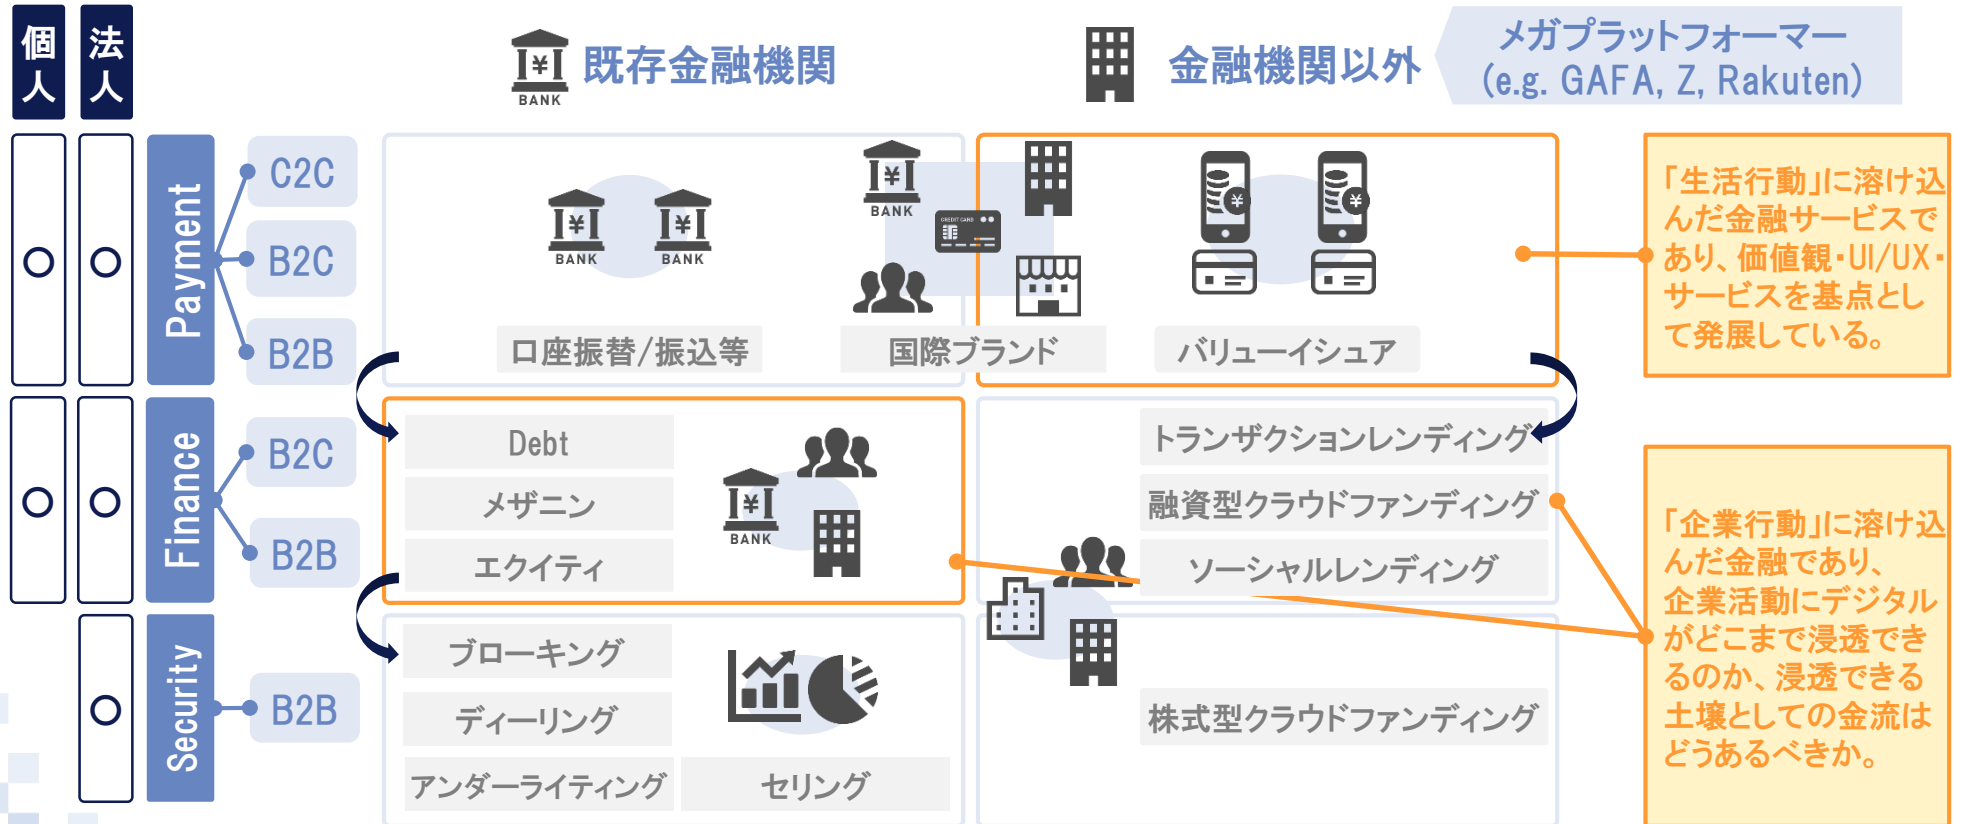 個人
法人
BANK
既存金融機関
金融機関以外
メガプラットフォーマー
(e.g. GAFA, Z, Rakuten)
Payment
C2C
B2C
B2B
BANK
BANK
口座振替/振込等
BANK
CREDIT CARD
国際ブランド
バリューイシュア
「生活行動」に溶け込
んだ金融サービスで
あり、価値観・UI/UX・
サービスを基点とし
て発展している。
Finance
B2C
B2B
Debt
メザニン
エクイティ
BANK
トランザクションレンディング
融資型クラウドファンディング
ソーシャルレンディング
「企業行動」に溶け込
んだ金融であり、
企業活動にデジタル
がどこまで浸透でき
るのか、浸透できる
土壌としての金流は
どうあるべきか。
Security
B2B
ブローキング
ディーリング
アンダーライティング
セリング
株式型クラウドファンディング